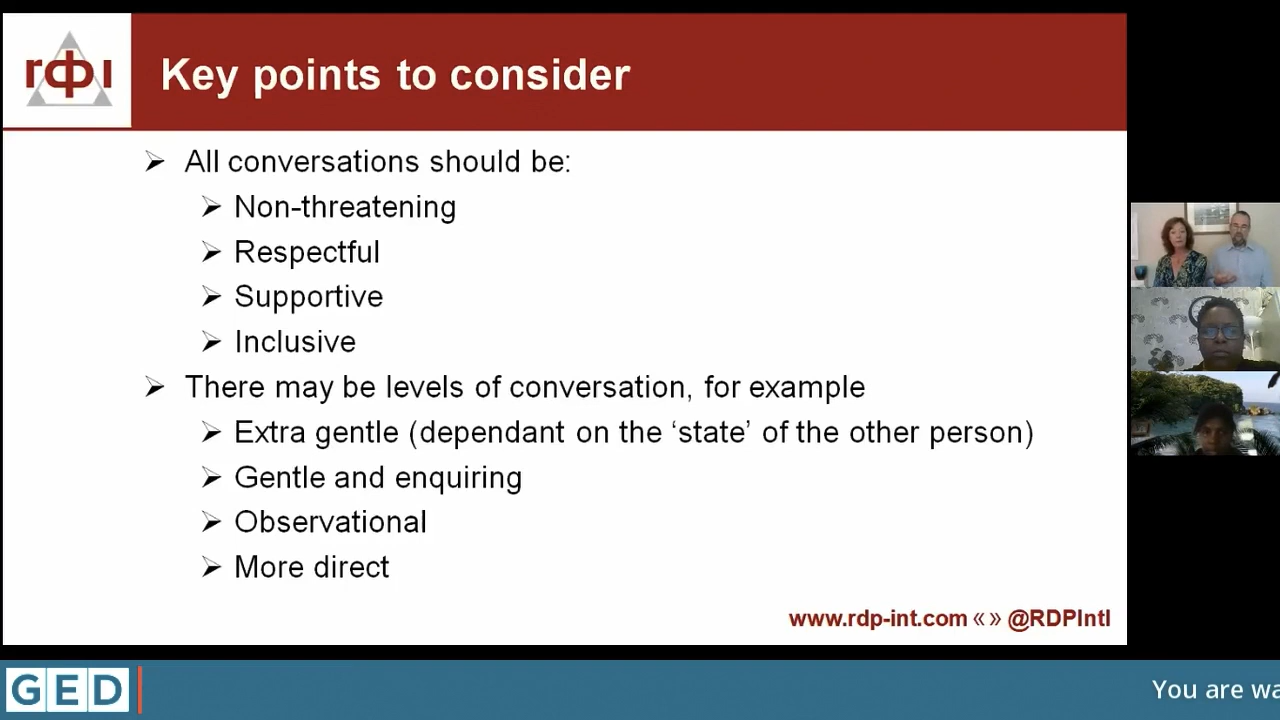 rФı
Key points to consider
All conversations should be:
Non-threatening
Respectful
Supportive
Inclusive
There may be levels of conversation, for example
Extra gentle (dependant on the ‘state’ of the other person)
Gentle and enquiring
Observational
More direct
www.rdp-int.com «» @RDPIntl
GED
You are wa